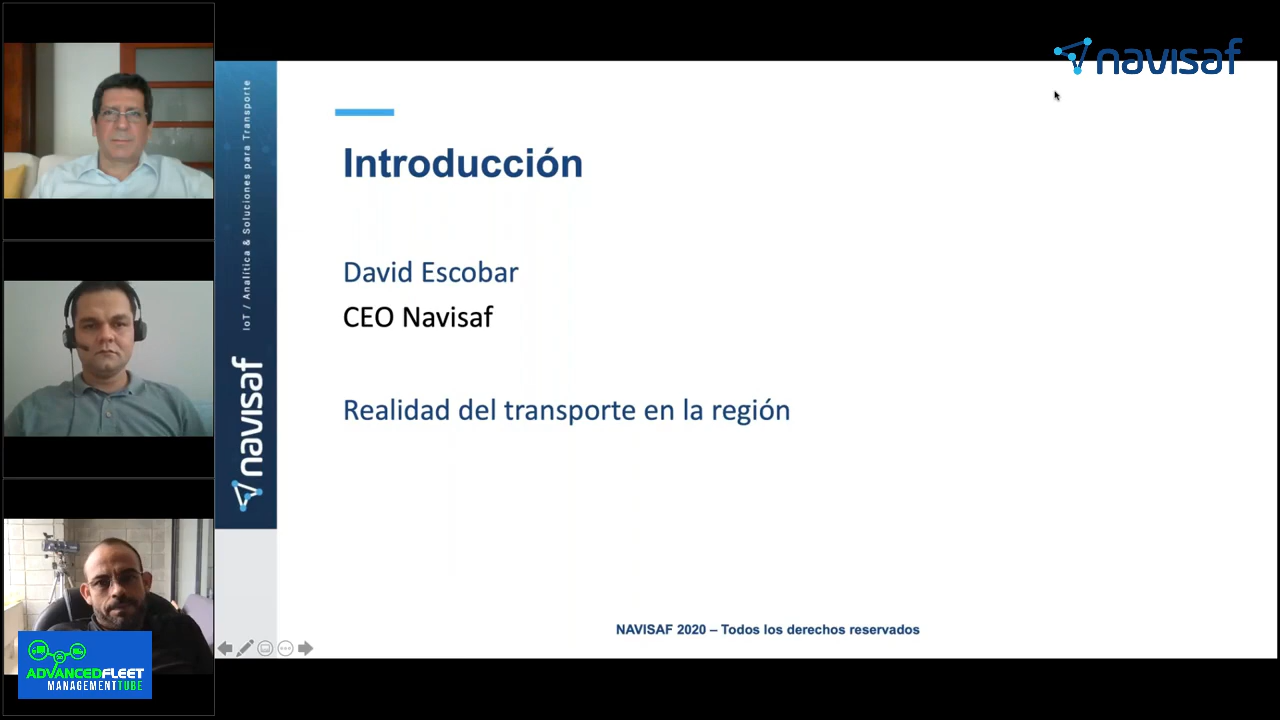 navisaf
IoT / Analítica & Soluciones para Transporte
navisaf
Introducción
David Escobar
CEO Navisaf
Realidad del transporte en la región
NAVISAF 2020 – Todos los derechos reservados
ADVANCEDFLEET
MANAGEMENTTUBE